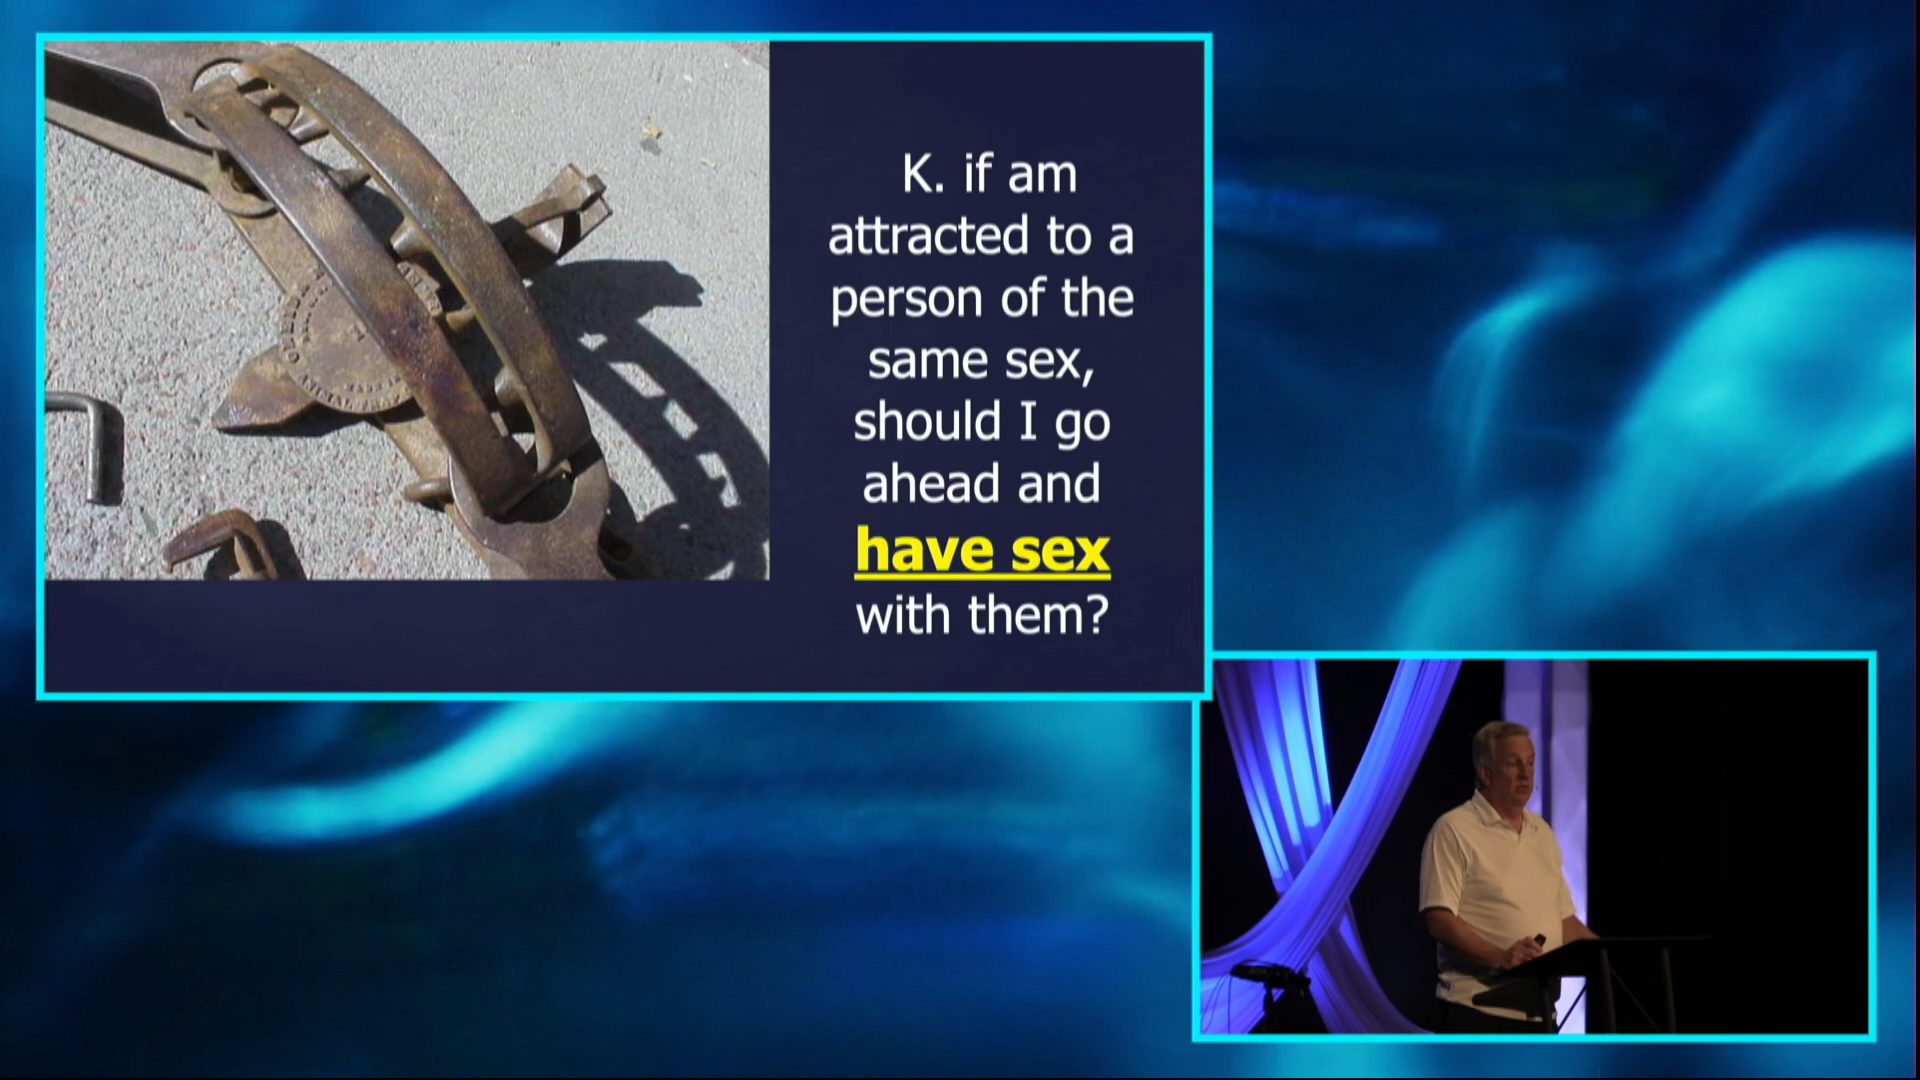 K. if am
attracted to a
person of the
same sex,
should I go
ahead and
have sex
with them?